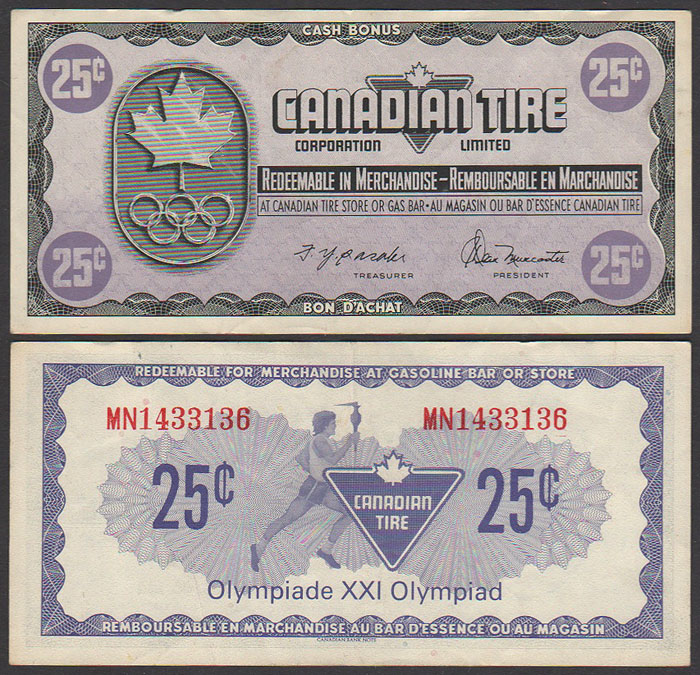 CASH BONUS
25¢ 25¢
CANADIAN TIRE
CORPORATION LIMITED
REDEEMABLE IN MERCHANDISE – REMBOURSABLE EN MARCHANDISE
AT CANADIAN TIRE STORE OR GAS BAR • AU MAGASIN OU BAR D'ESSENCE CANADIAN TIRE
TREASURER PRESIDENT
25¢ 25¢
BON D'ACHAT
REDEEMABLE FOR MERCHANDISE AT GASOLINE BAR OR STORE
MN1433136 MN1433136
25¢ CANADIAN TIRE 25¢
Olympiade XXI Olympiad
REMBOURSABLE EN MARCHANDISE AU BAR D'ESSENCE OU AU MAGASIN
CANADIAN BANK NOTE